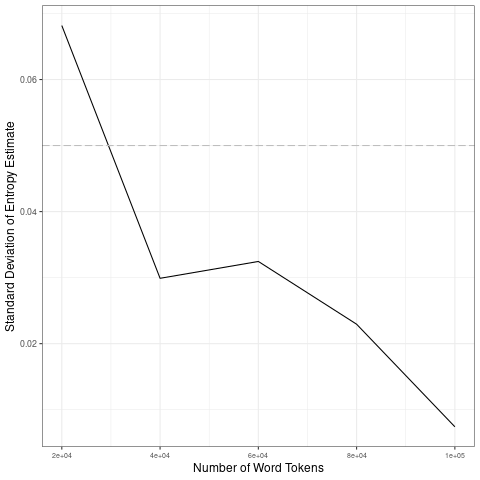 Standard Deviation of Entropy Estimate
0.06
0.04
0.02
2e+04 4e+04 6e+04 8e+04 1e+05
Number of Word Tokens